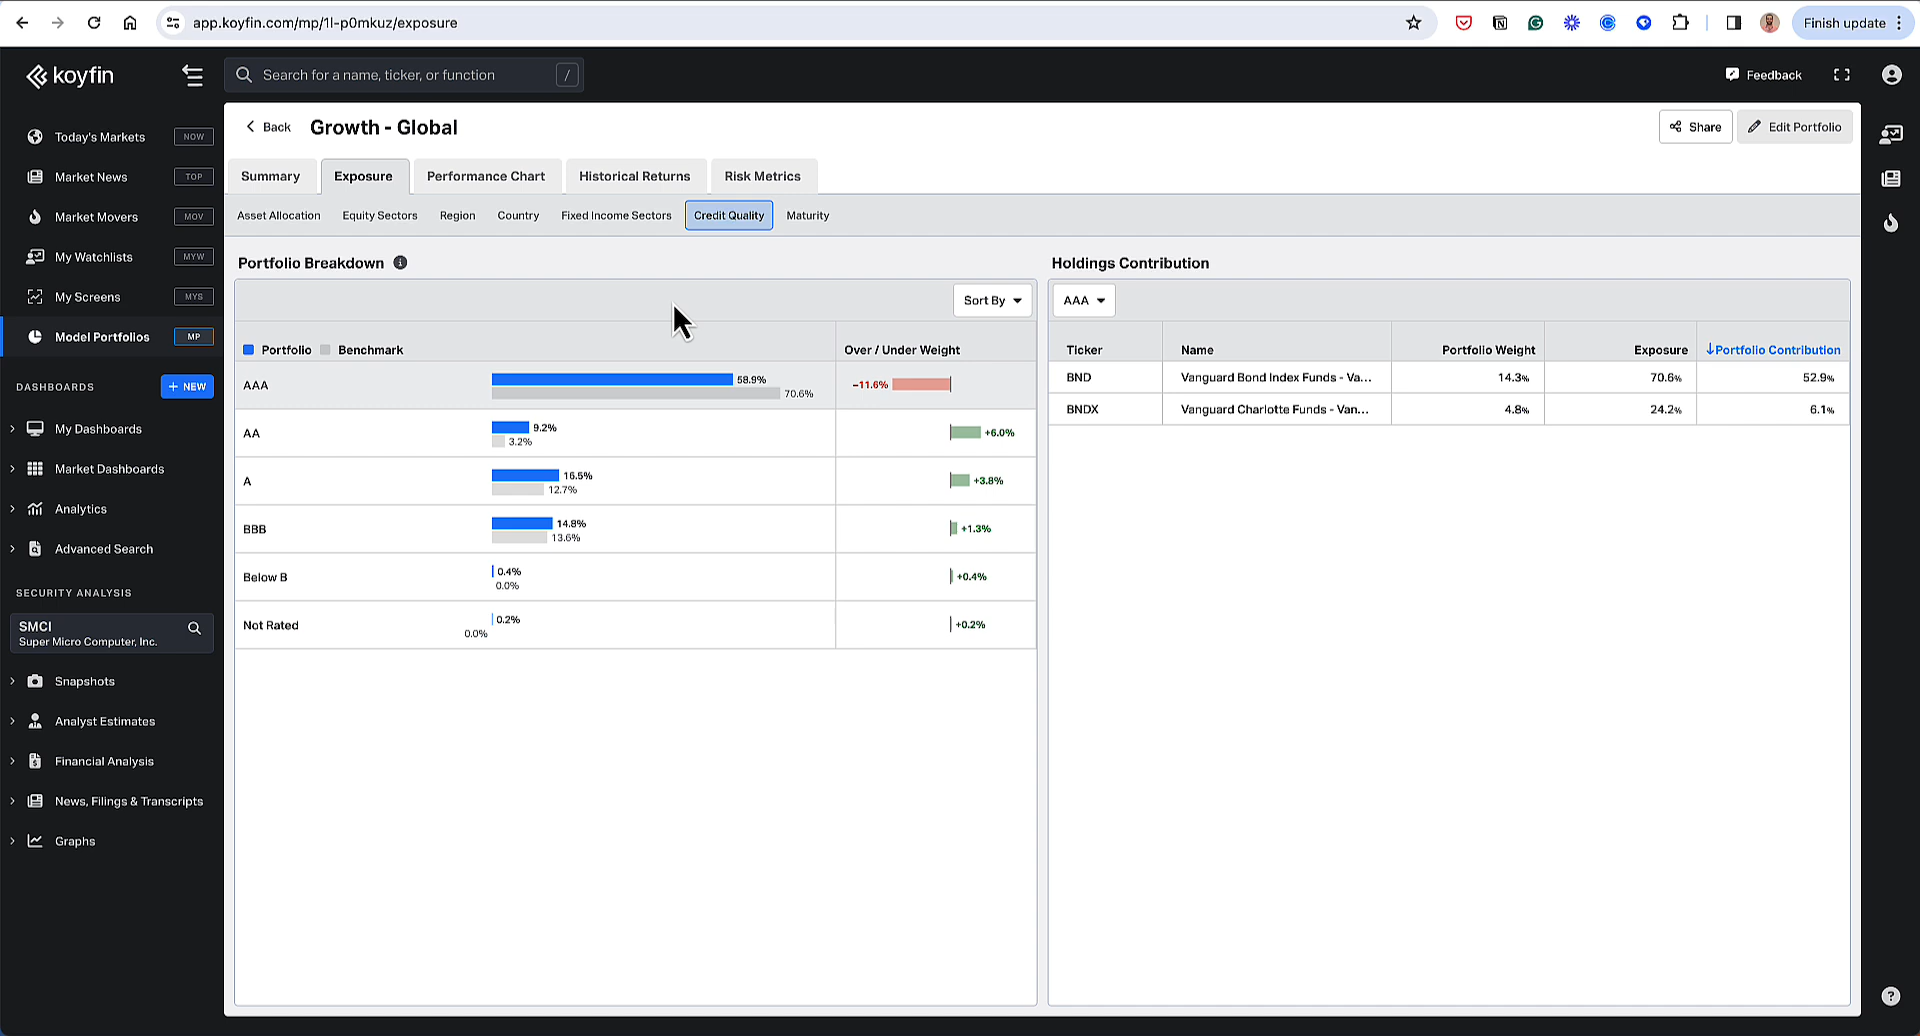 app.koyfin.com/mp/1l-p0mkuz/exposure
Finish update
koyfin
Search for a name, ticker, or function
/
Feedback
Today's Markets
NOW
Market News
TOP
Market Movers
MOV
My Watchlists
MYW
My Screens
MYS
Model Portfolios
MP
DASHBOARDS
+ NEW
My Dashboards
Market Dashboards
Analytics
Advanced Search
SECURITY ANALYSIS
SMCI
Super Micro Computer, Inc.
Snapshots
Analyst Estimates
Financial Analysis
News, Filings & Transcripts
Graphs
Back
Growth - Global
Share
Edit Portfolio
Summary
Exposure
Performance Chart
Historical Returns
Risk Metrics
Asset Allocation
Equity Sectors
Region
Country
Fixed Income Sectors
Credit Quality
Maturity
Portfolio Breakdown
Sort By
Portfolio
Benchmark
Over / Under Weight
AAA
58.9%
70.6%
-11.6%
AA
9.2%
3.2%
+6.0%
A
16.5%
12.7%
+3.8%
BBB
14.8%
13.6%
+1.3%
Below B
0.4%
0.0%
+0.4%
Not Rated
0.2%
0.0%
+0.2%
Holdings Contribution
AAA
Ticker
Name
Portfolio Weight
Exposure
↓Portfolio Contribution
BND
Vanguard Bond Index Funds - Va...
14.3%
70.6%
52.9%
BNDX
Vanguard Charlotte Funds - Van...
4.8%
24.2%
6.1%
?